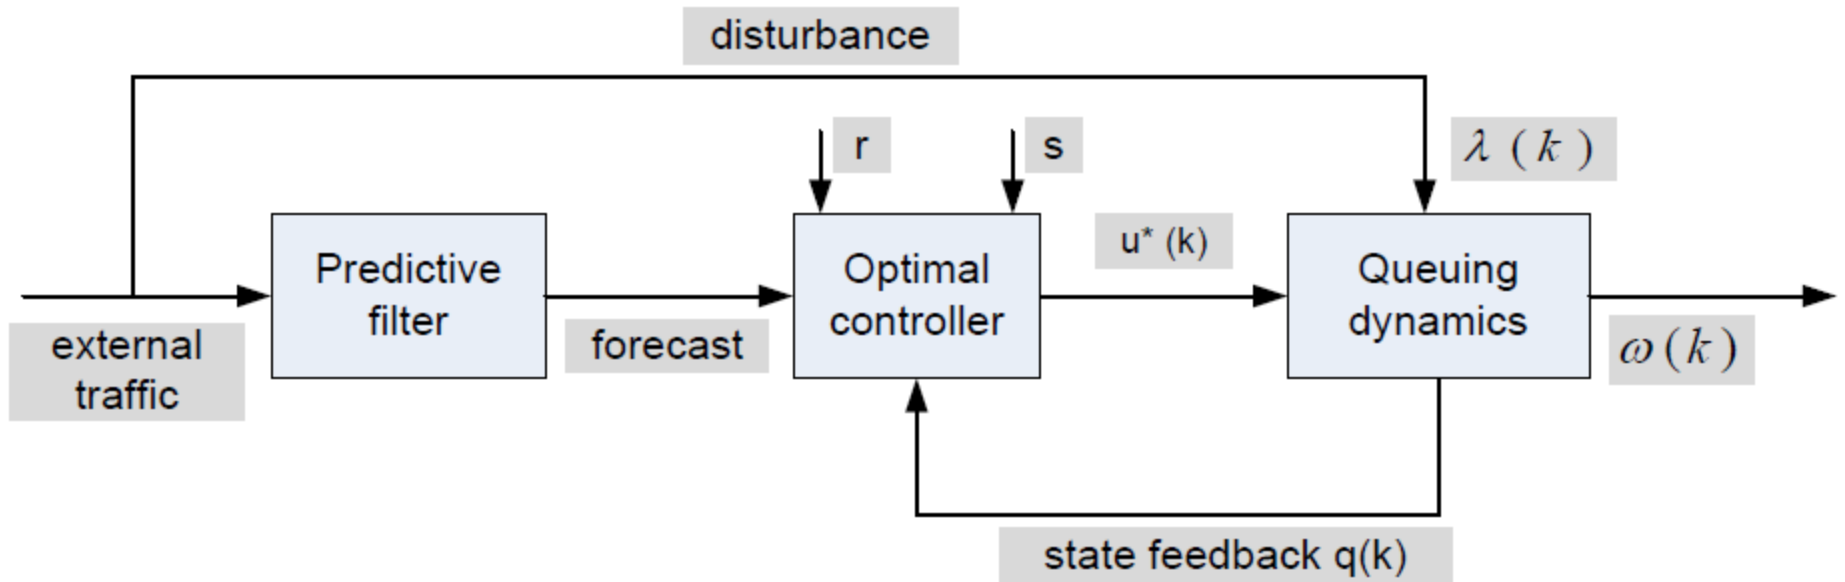 disturbance
r
s
λ (k)
u* (k)
Predictive
filter
Optimal
controller
Queuing
dynamics
external
traffic
forecast
ω(k)
state feedback q(k)